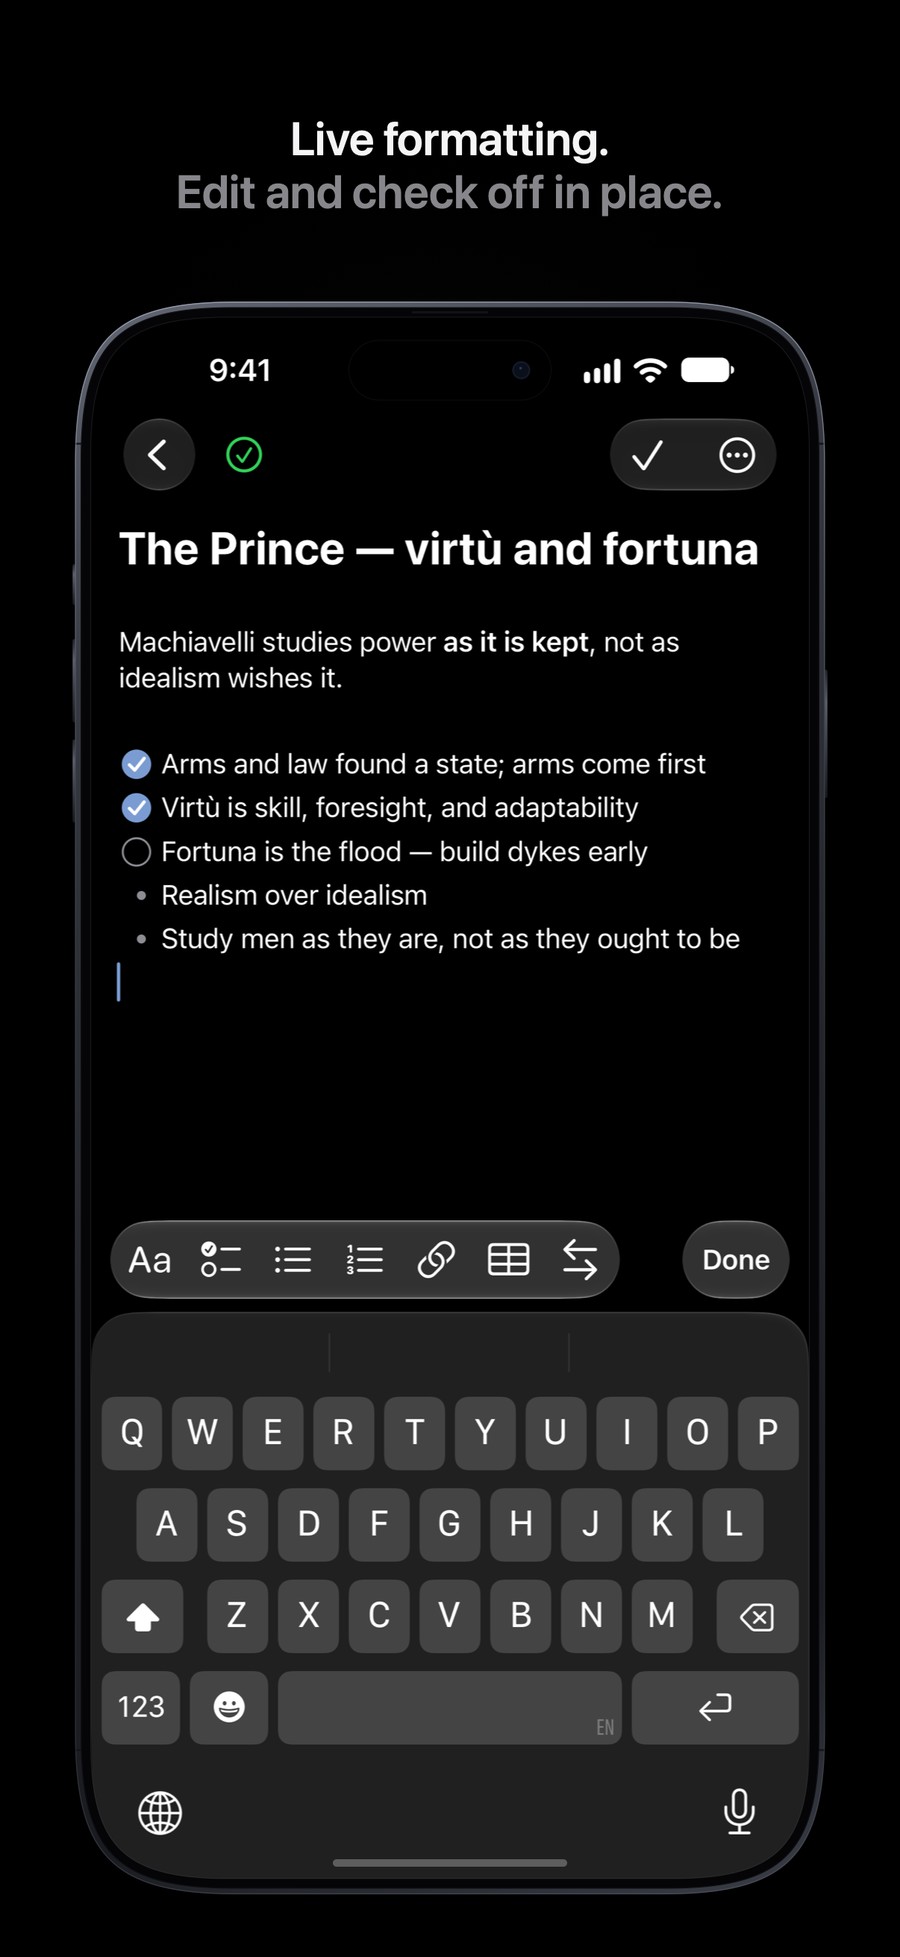 Live formatting.
Edit and check off in place.
9:41
The Prince — virtù and fortuna
Machiavelli studies power as it is kept, not as
idealism wishes it.
Arms and law found a state; arms come first
Virtù is skill, foresight, and adaptability
Fortuna is the flood — build dykes early
Realism over idealism
Study men as they are, not as they ought to be
Aa 1 2 3 Done
Q W E R T Y U I O P
A S D F G H J K L
Z X C V B N M
123 EN